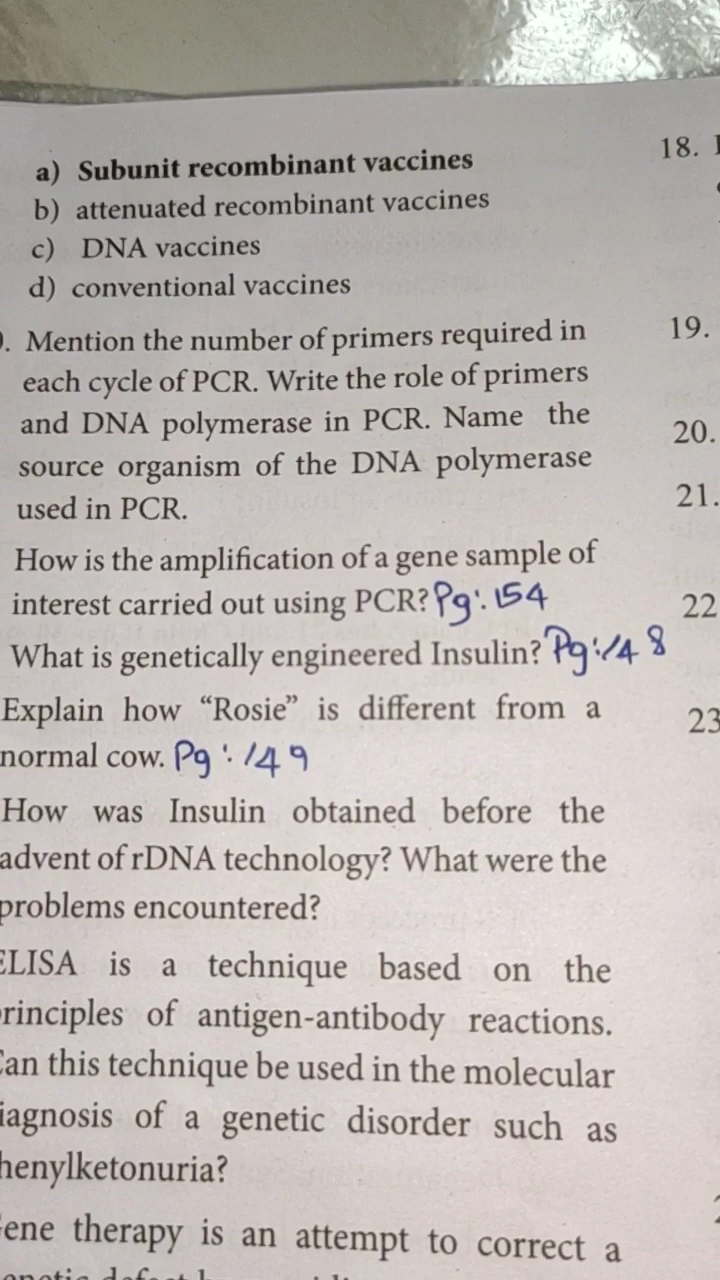 a) Subunit recombinant vaccines
b) attenuated recombinant vaccines
c) DNA vaccines
d) conventional vaccines
. Mention the number of primers required in
each cycle of PCR. Write the role of primers
and DNA polymerase in PCR. Name the
source organism of the DNA polymerase
used in PCR.
How is the amplification of a gene sample of
interest carried out using PCR? Pg: 154
What is genetically engineered Insulin? Pg: 148
Explain how “Rosie” is different from a
normal cow. Pg: 149
How was Insulin obtained before the
advent of rDNA technology? What were the
problems encountered?
ELISA is a technique based on the
rinciples of antigen-antibody reactions.
Can this technique be used in the molecular
iagnosis of a genetic disorder such as
henylketonuria?
ene therapy is an attempt to correct a
18.
19.
20.
21.
22
23